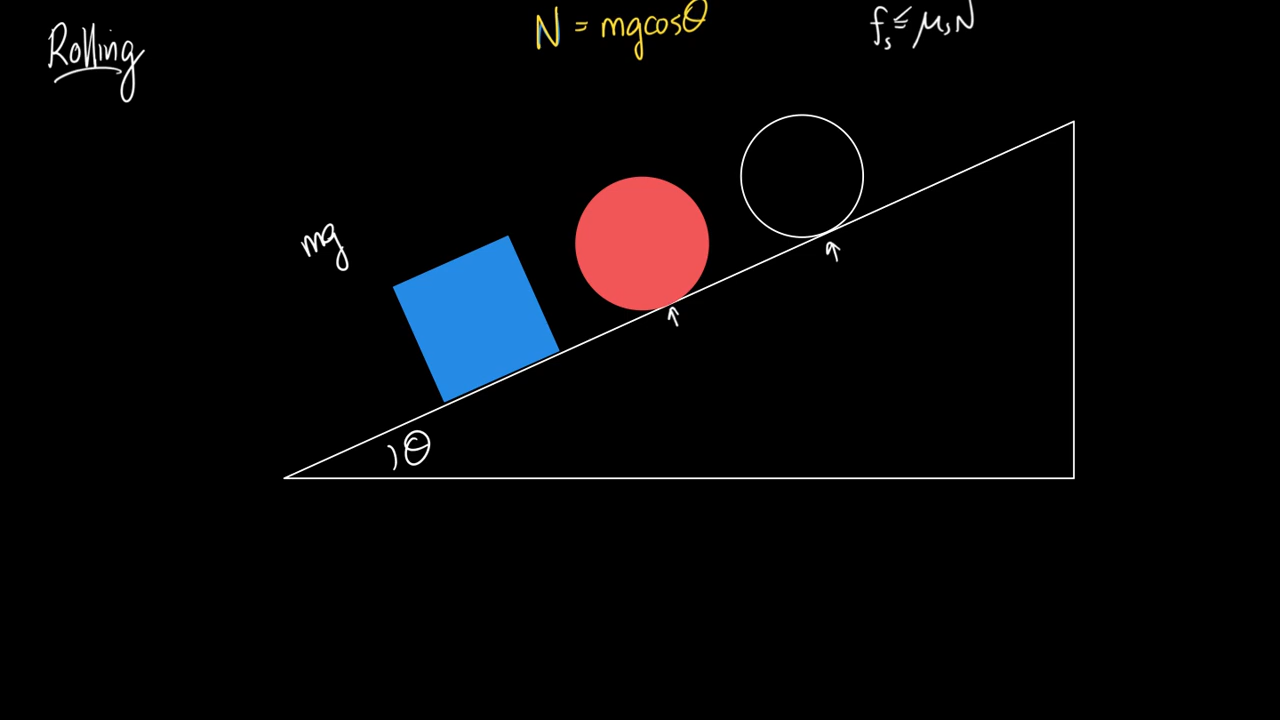 Rolling
N = mgcosθ
fₛ ≤ μₛN
mg
θ